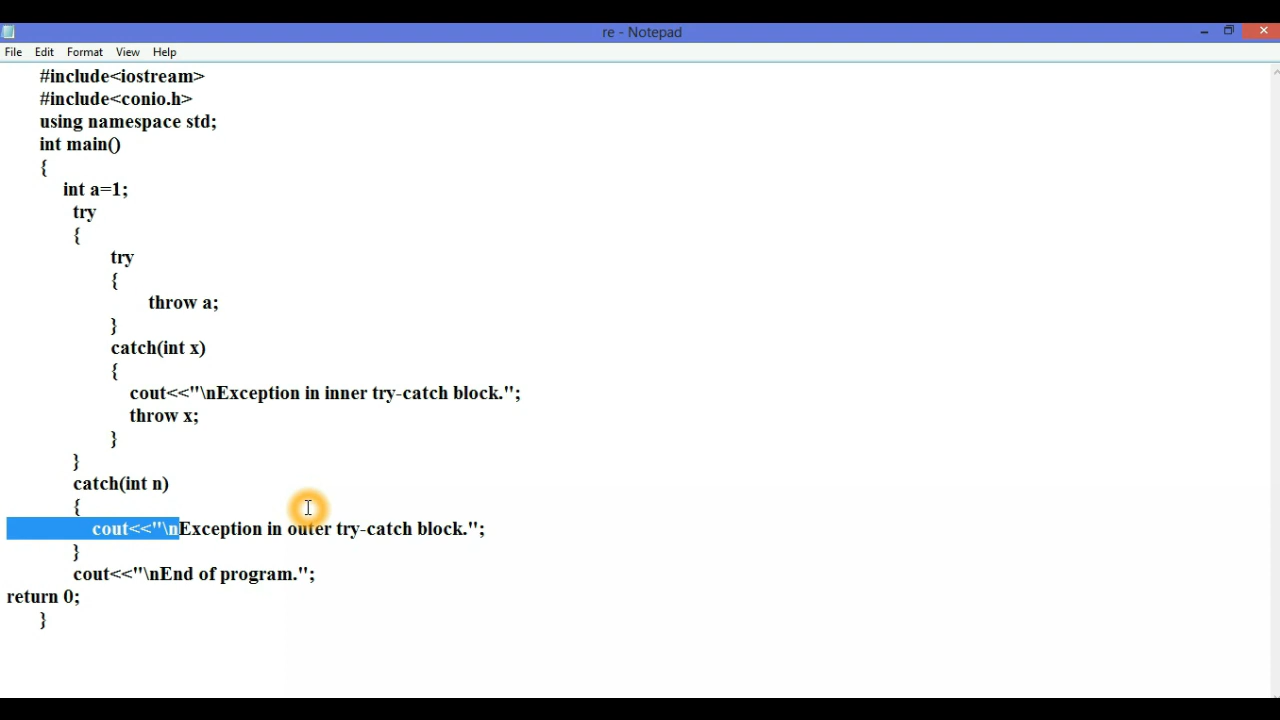 re - Notepad
File Edit Format View Help
#include<iostream>
#include<conio.h>
using namespace std;
int main()
{
int a=1;
try
{
try
{
throw a;
}
catch(int x)
{
cout<<"\nException in inner try-catch block.";
throw x;
}
}
catch(int n)
{
cout<<"\nException in outer try-catch block.";
}
cout<<"\nEnd of program.";
return 0;
}